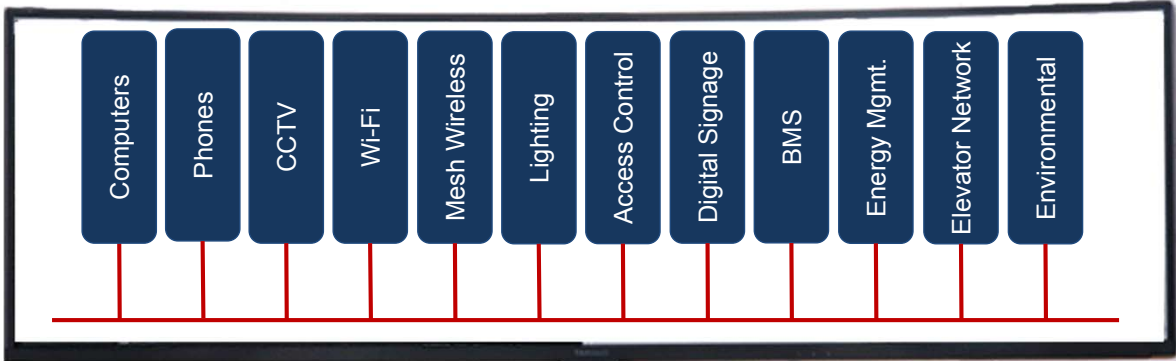 Computers
Phones
CCTV
Wi-Fi
Mesh Wireless
Lighting
Access Control
Digital Signage
BMS
Energy Mgmt.
Elevator Network
Environmental